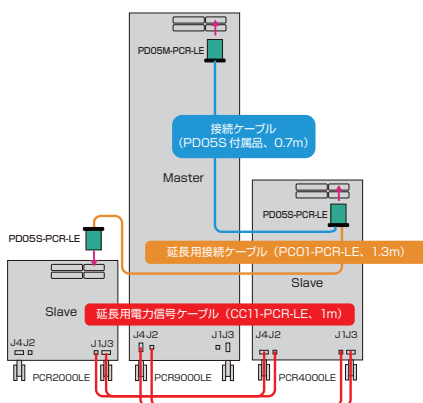 PD05M-PCR-LE
接続ケーブル
（PD05S 付属品、0.7m）
Master
PD05S-PCR-LE
PD05S-PCR-LE
延長用接続ケーブル（PC01-PCR-LE、1.3m）
Slave
Slave
延長用電力信号ケーブル（CC11-PCR-LE、1m）
J4J2
J1J3
J4J2
J1J3
J4J2
J1J3
PCR2000LE
PCR9000LE
PCR4000LE